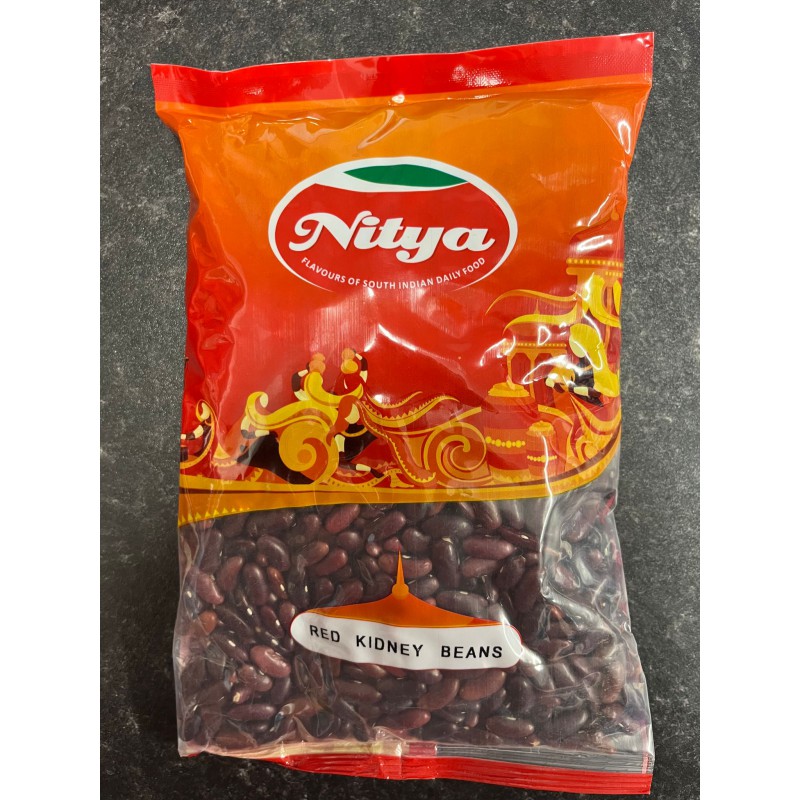 Nitya
FLAVOURS OF SOUTH INDIAN DAILY FOOD
RED KIDNEY BEANS